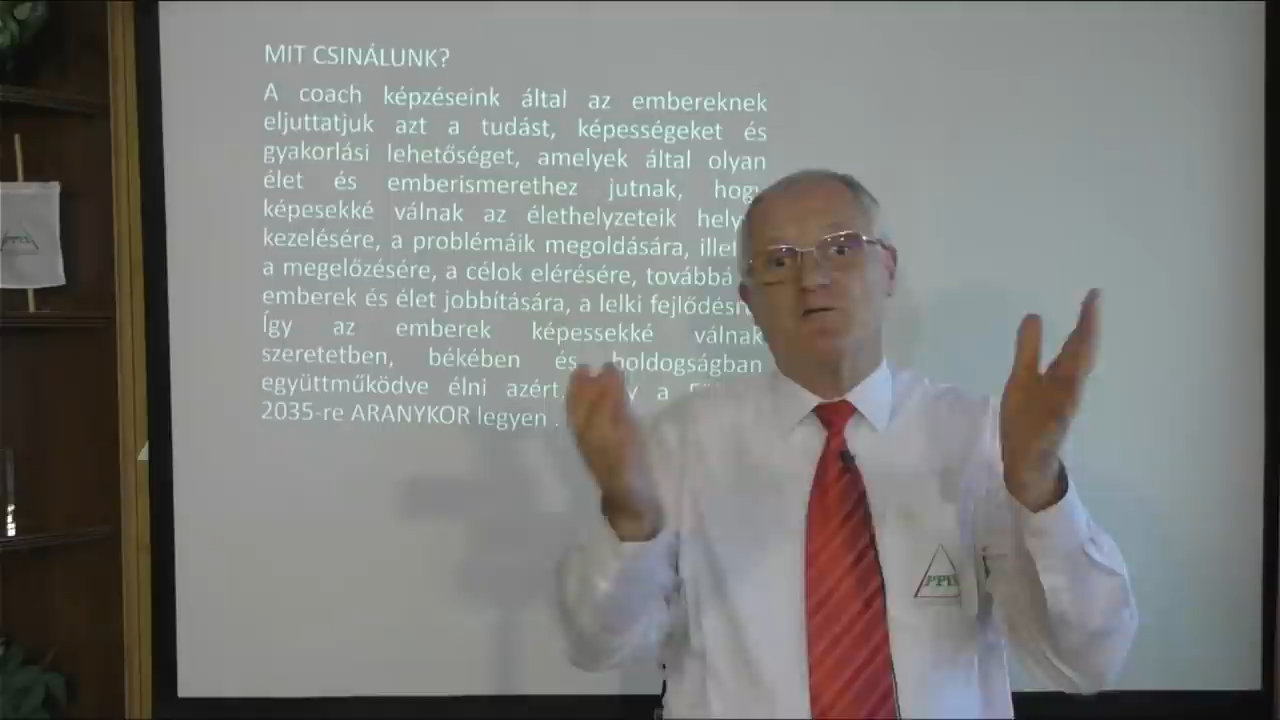 MIT CSINÁLUNK?
A coach képzéseink által az embereknek
eljuttatjuk azt a tudást, képességeket és
gyakorlási lehetőséget, amelyek által olyan
élet és emberismerethez jutnak,
képesekké válnak az élethelyzeteik
kezelésére, a problémáik megoldására,
a megelőzésére, a célok elérésére, továbbá
emberek és élet jobbítására, a lelki
Így az emberek képessekké válnak
szeretetben, békében és boldogságban
együttműködve élni azért, a
2035-re ARANYKOR legyen .